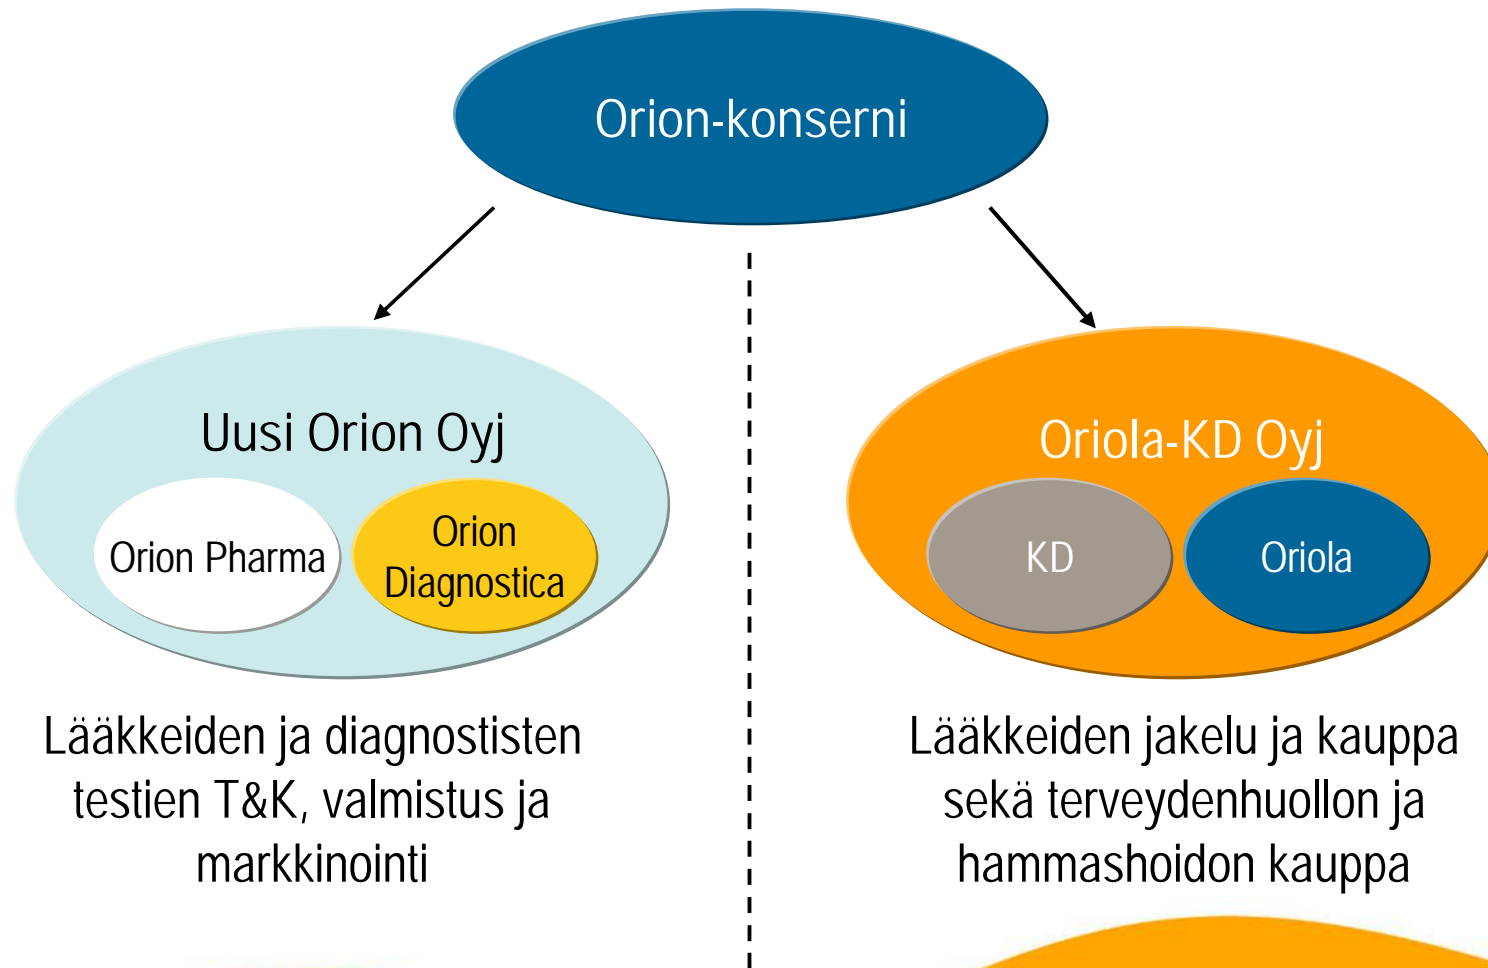 Orion-konserni
Uusi Orion Oyj
Orion Pharma
Orion
Diagnostica
Lääkkeiden ja diagnostisten
testien T&K, valmistus ja
markkinointi
Oriola-KD Oyj
KD
Oriola
Lääkkeiden jakelu ja kauppa
sekä terveydenhuollon ja
hammashoidon kauppa